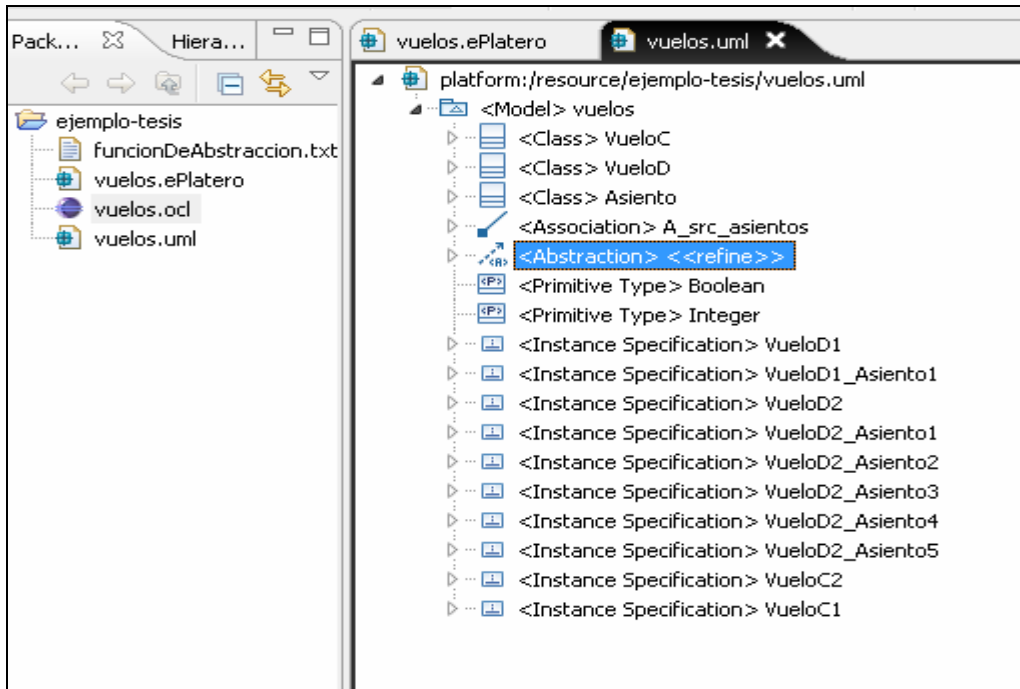 Pack...
Hiera...
ejemplo-tesis
funcionDeAbstraccion.txt
vuelos.ePlatero
vuelos.ocl
vuelos.uml
vuelos.ePlatero
vuelos.uml
platform:/resource/ejemplo-tesis/vuelos.uml
<Model> vuelos
<Class> VueloC
<Class> VueloD
<Class> Asiento
<Association> A_src_asientos
<Abstraction> <<refine>>
<Primitive Type> Boolean
<Primitive Type> Integer
<Instance Specification> VueloD1
<Instance Specification> VueloD1_Asiento1
<Instance Specification> VueloD2
<Instance Specification> VueloD2_Asiento1
<Instance Specification> VueloD2_Asiento2
<Instance Specification> VueloD2_Asiento3
<Instance Specification> VueloD2_Asiento4
<Instance Specification> VueloD2_Asiento5
<Instance Specification> VueloC2
<Instance Specification> VueloC1